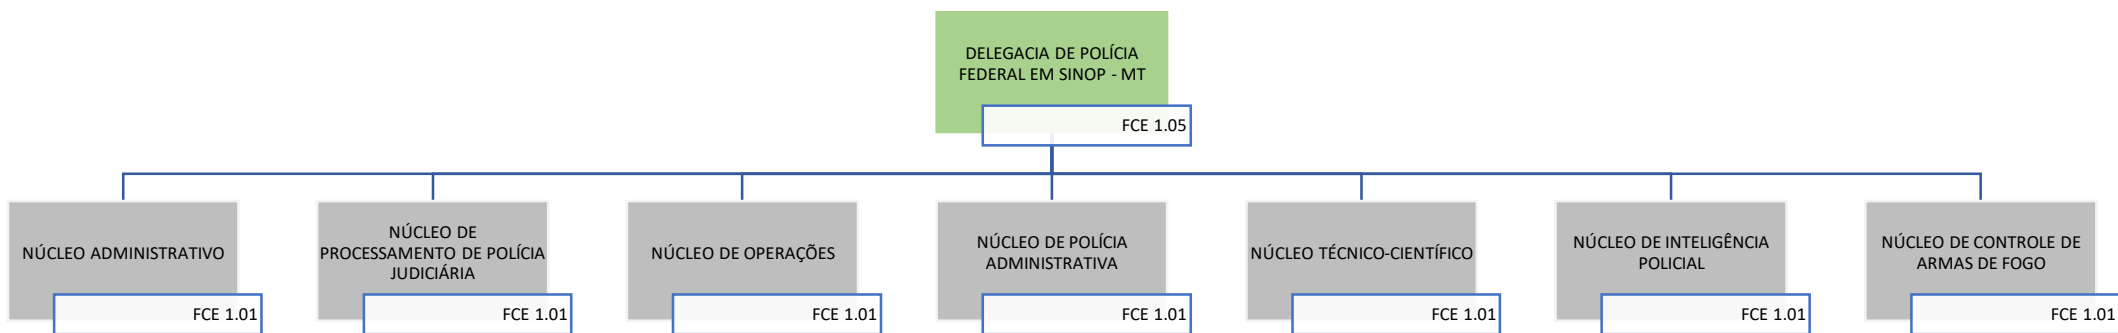 DELEGACIA DE POLÍCIA
FEDERAL EM SINOP - MT
FCE 1.05
NÚCLEO ADMINISTRATIVO
FCE 1.01
NÚCLEO DE
PROCESSAMENTO DE POLÍCIA
JUDICIÁRIA
FCE 1.01
NÚCLEO DE OPERAÇÕES
FCE 1.01
NÚCLEO DE POLÍCIA
ADMINISTRATIVA
FCE 1.01
NÚCLEO TÉCNICO-CIENTÍFICO
FCE 1.01
NÚCLEO DE INTELIGÊNCIA
POLICIAL
FCE 1.01
NÚCLEO DE CONTROLE DE
ARMAS DE FOGO
FCE 1.01